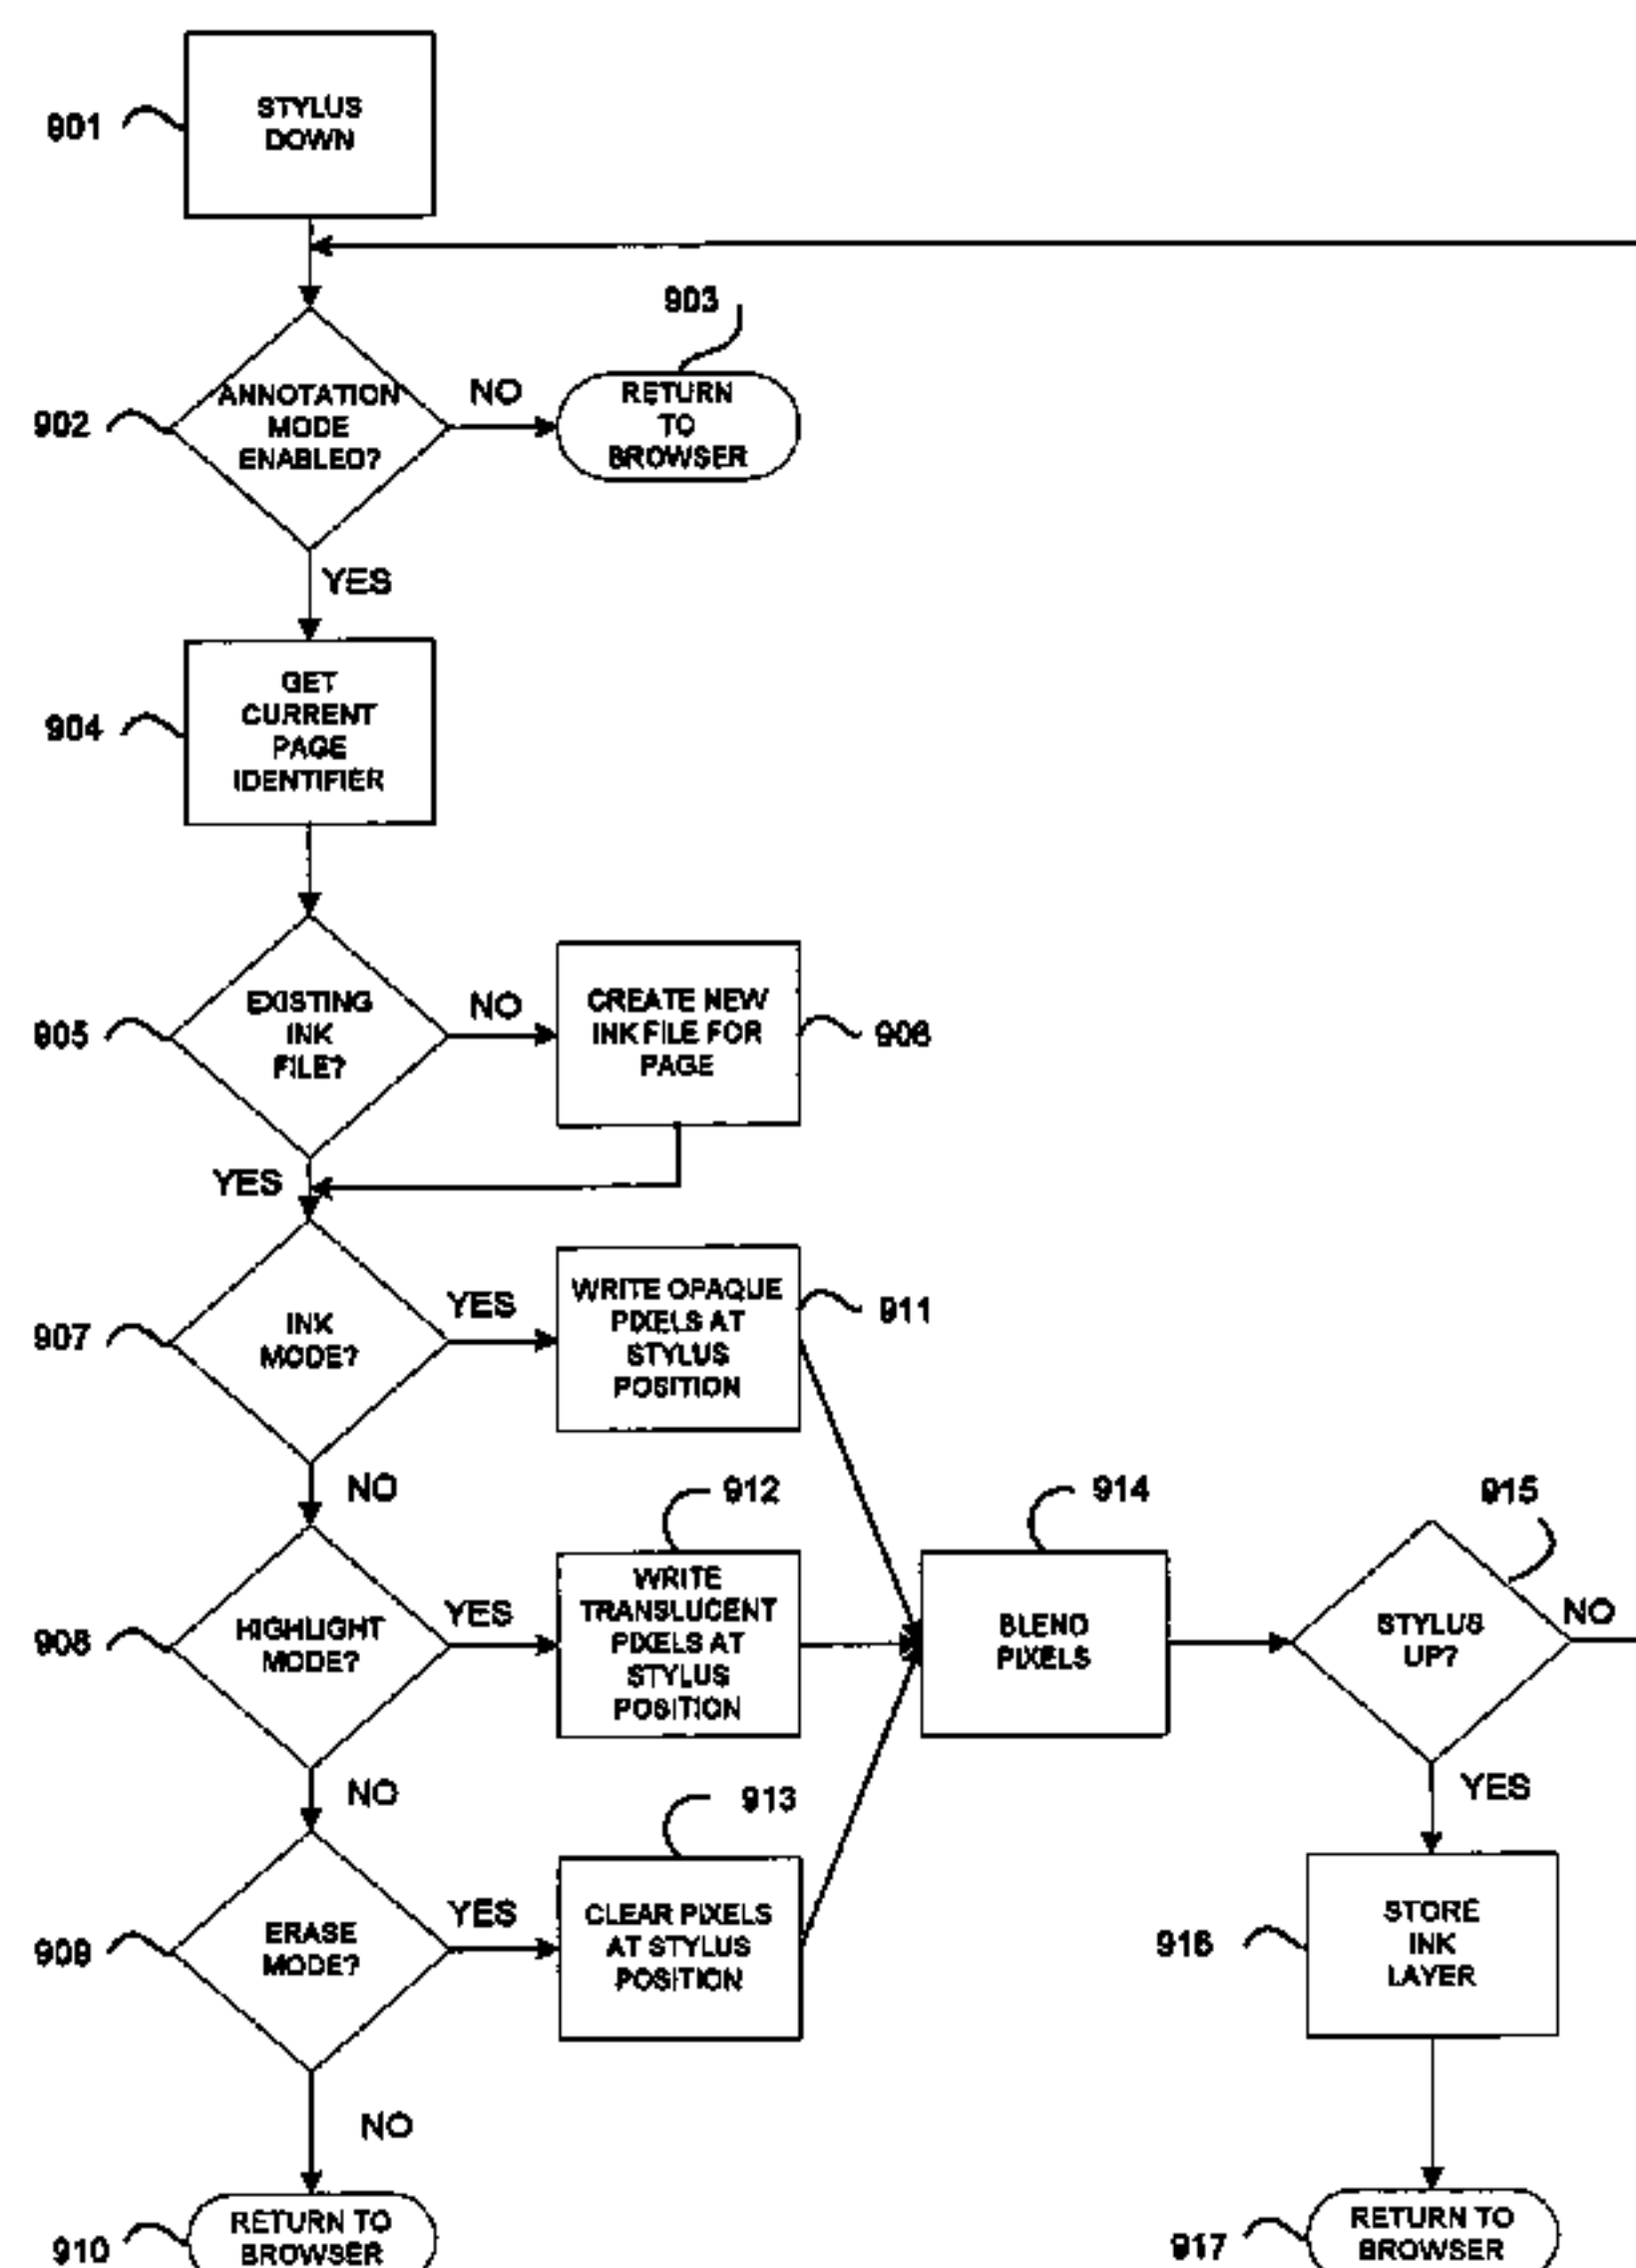 STYLUS
DOWN
901
903
ANNOTATION
MODE
ENABLED?
902
NO
RETURN
TO
BROWSER
YES
GET
CURRENT
PAGE
IDENTIFIER
904
EXISTING
INK
FILE?
905
NO
CREATE NEW
INK FILE FOR
PAGE
906
YES
INK
MODE?
907
YES
WRITE OPAQUE
PIXELS AT
STYLUS
POSITION
911
NO
912
914
915
HIGHLIGHT
MODE?
908
YES
WRITE
TRANSLUCENT
PIXELS AT
STYLUS
POSITION
BLEND
PIXELS
STYLUS
UP?
NO
NO
913
YES
ERASE
MODE?
909
YES
CLEAR PIXELS
AT STYLUS
POSITION
916
STORE
INK
LAYER
NO
RETURN TO
BROWSER
910
RETURN TO
BROWSER
917